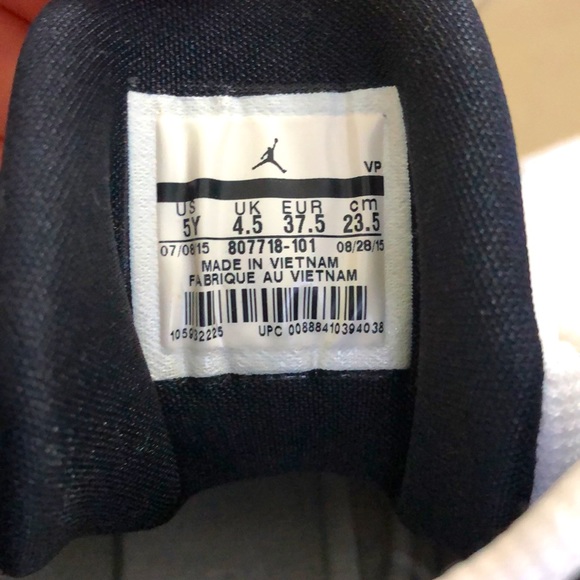 VP
US UK EUR cm
5Y 4.5 37.5 23.5
07/08/15 807718-101 08/28/15
MADE IN VIETNAM
FABRIQUE AU VIETNAM
UPC 00888410394038